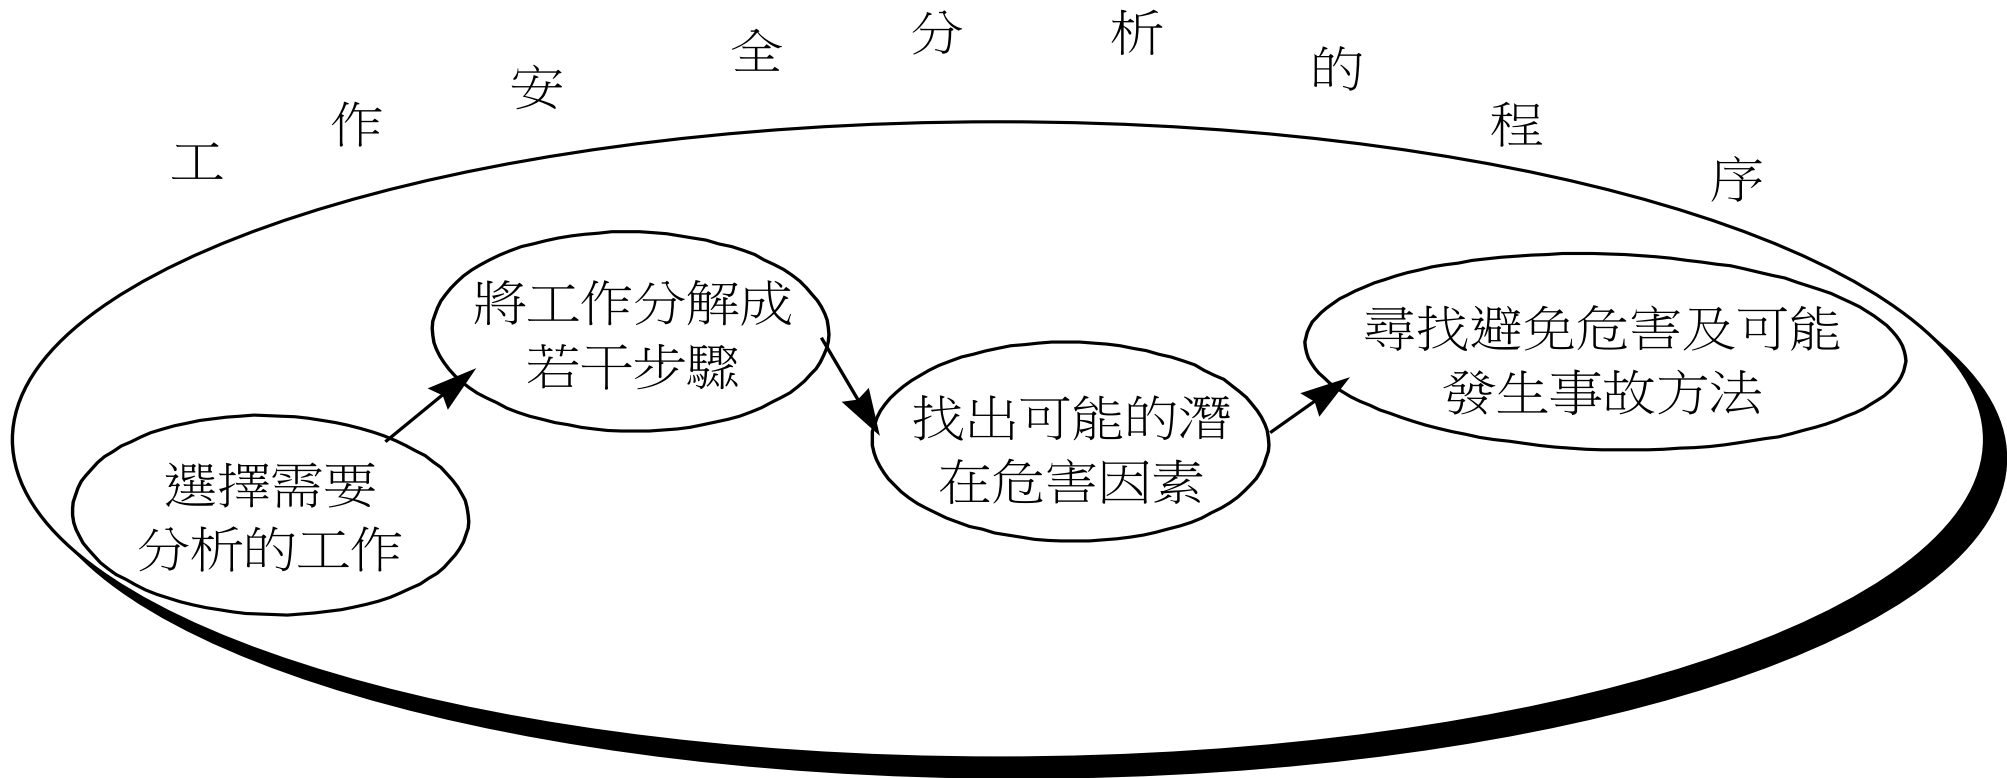 工作安全分析的程序
選擇需要
分析的工作
將工作分解成
若干步驟
找出可能的潛
在危害因素
尋找避免危害及可能
發生事故方法